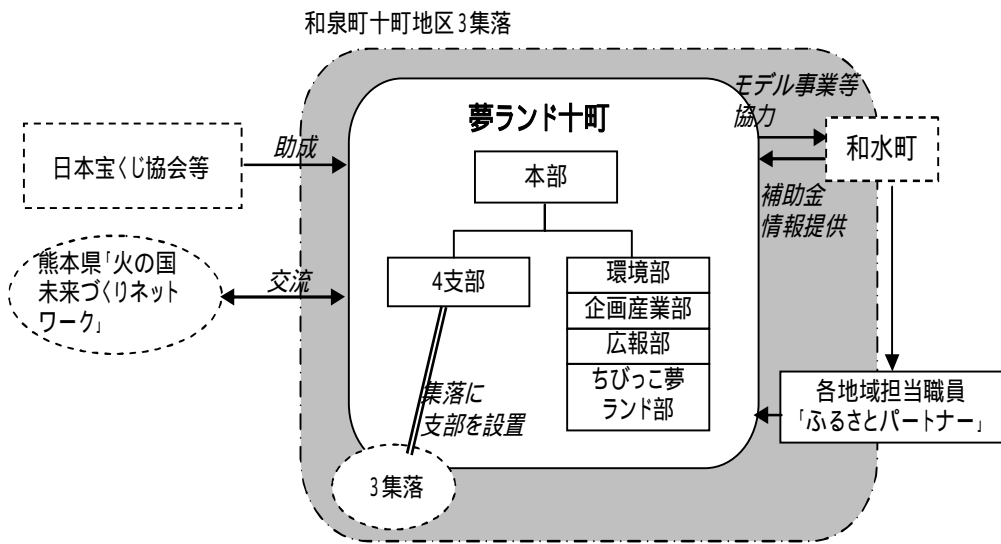 和泉町十町地区3集落
モデル事業等
協力
夢ランド十町
日本宝くじ協会等
助成
和水町
本部
補助金
情報提供
熊本県「火の国
未来づくりネット
ワーク」
交流
4支部
環境部
企画産業部
広報部
ちびっこ夢
ランド部
集落に
支部を設置
各地域担当職員
「ふるさとパートナー」
3集落